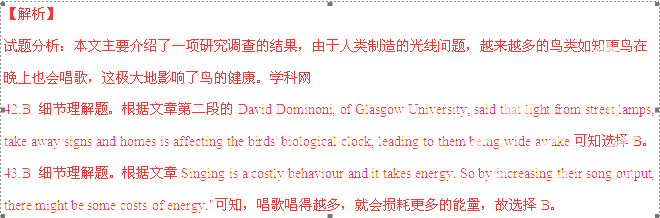 【解析】
试题分析：本文主要介绍了一项研究调查的结果，由于人类制造的光线问题，越来越多的鸟类如知更鸟在
晚上也会唱歌，这极大地影响了鸟的健康。学科网
42.B 细节理解题。根据文章第二段的 David Dominoni, of Glasgow University, said that light from street lamps,
take away signs and homes is affecting the birds' biological clock, leading to them being wide awake 可知选择 B。
43.B 细节理解题。根据文章 Singing is a costly behaviour and it takes energy. So by increasing their song output,
there might be some costs of energy."可知，唱歌唱得越多，就会损耗更多的能量，故选择 B。